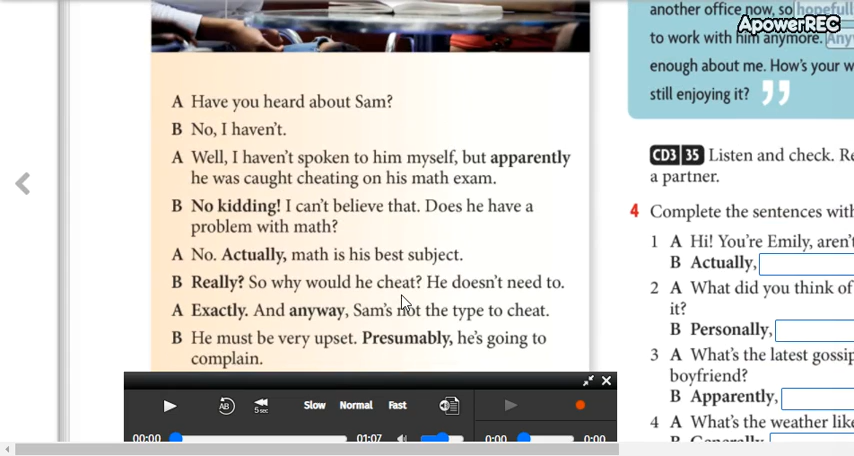 A Have you heard about Sam?
B No, I haven't.
A Well, I haven't spoken to him myself, but apparently
he was caught cheating on his math exam.
B No kidding! I can't believe that. Does he have a
problem with math?
A No. Actually, math is his best subject.
B Really? So why would he cheat? He doesn't need to.
A Exactly. And anyway, Sam's not the type to cheat.
B He must be very upset. Presumably, he's going to
complain.
AB
5 sec
Slow Normal Fast
00:00 01:07 0:00 0:00
another office now, so
ApowerREC
to work with him anymore.
enough about me. How's your
still enjoying it?
CD3 35 Listen and check.
a partner.
4 Complete the sentences
1 A Hi! You're Emily,
B Actually,
2 A What did you think of
it?
B Personally,
3 A What's the latest
boyfriend?
B Apparently,
4 A What's the weather
B Generally,